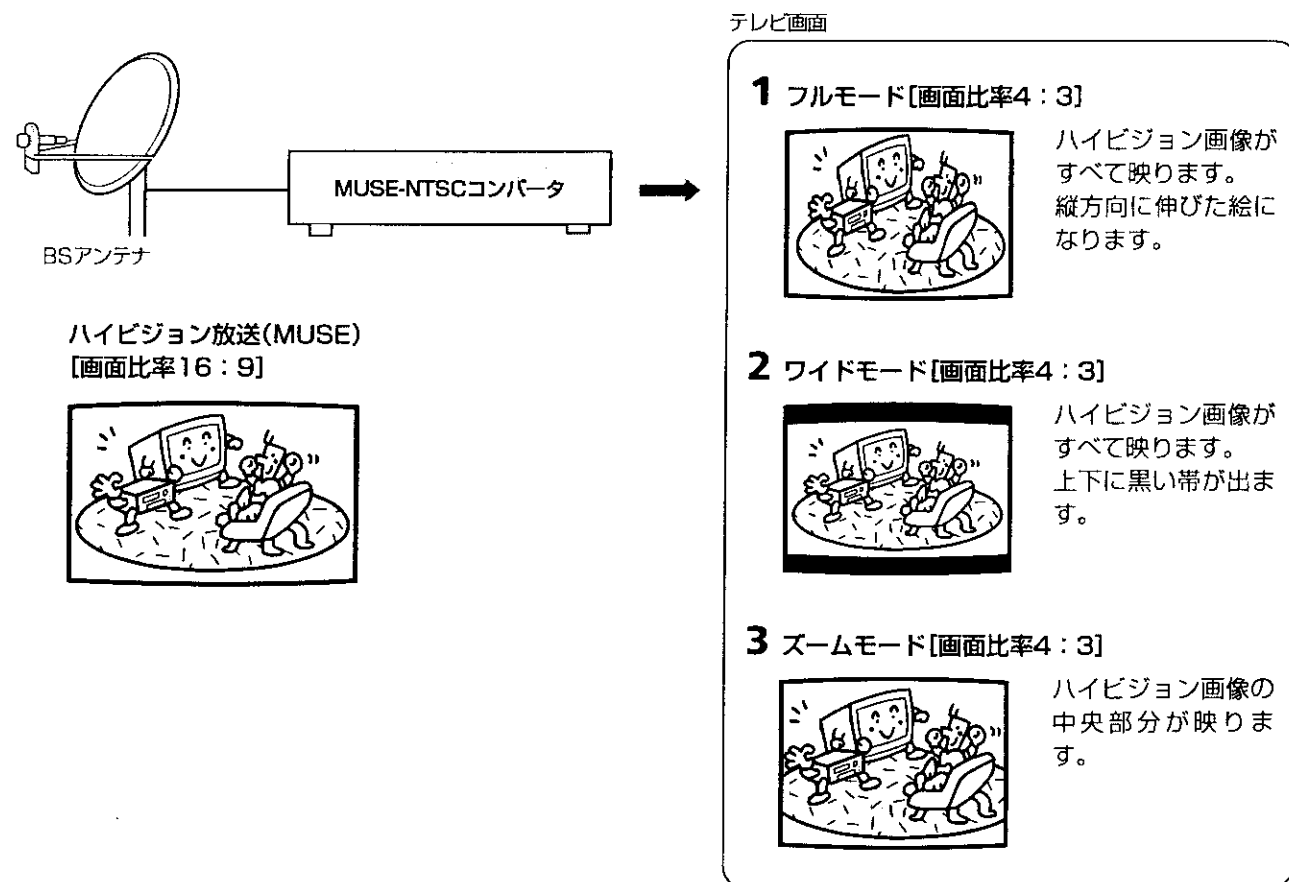 テレビ画面
BSアンテナ
MUSE-NTSCコンバータ
ハイビジョン放送(MUSE)
[画面比率16：9]
1 フルモード[画面比率4：3]
ハイビジョン画像が
すべて映ります。
縦方向に伸びた絵に
なります。
2 ワイドモード[画面比率4：3]
ハイビジョン画像が
すべて映ります。
上下に黒い帯が出ま
す。
3 ズームモード[画面比率4：3]
ハイビジョン画像の
中央部分が映りま
す。